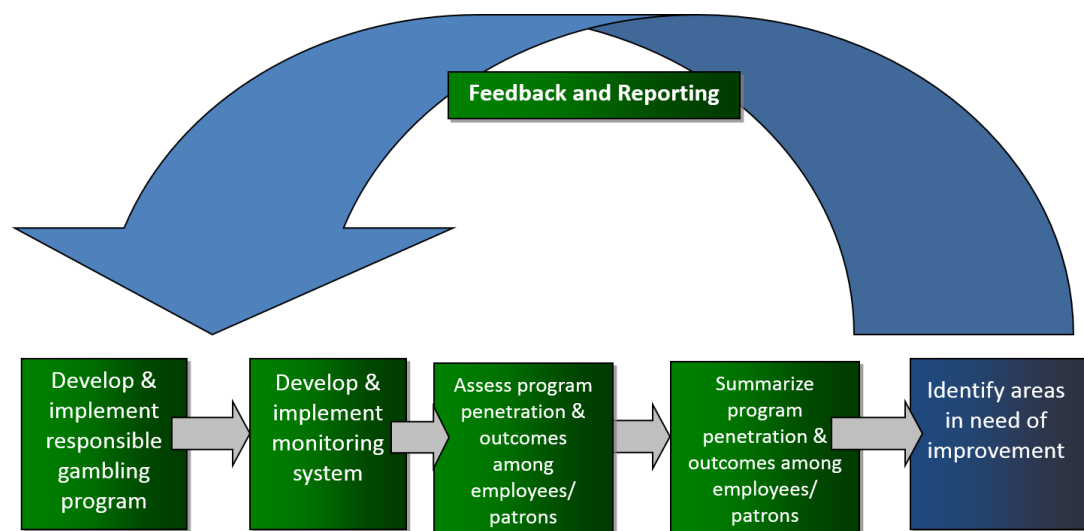 Feedback and Reporting
Develop &
implement
responsible
gambling
program
Develop &
implement
monitoring
system
Assess program
penetration &
outcomes
among
employees/
patrons
Summarize
program
penetration &
outcomes among
employees/
patrons
Identify areas
in need of
improvement